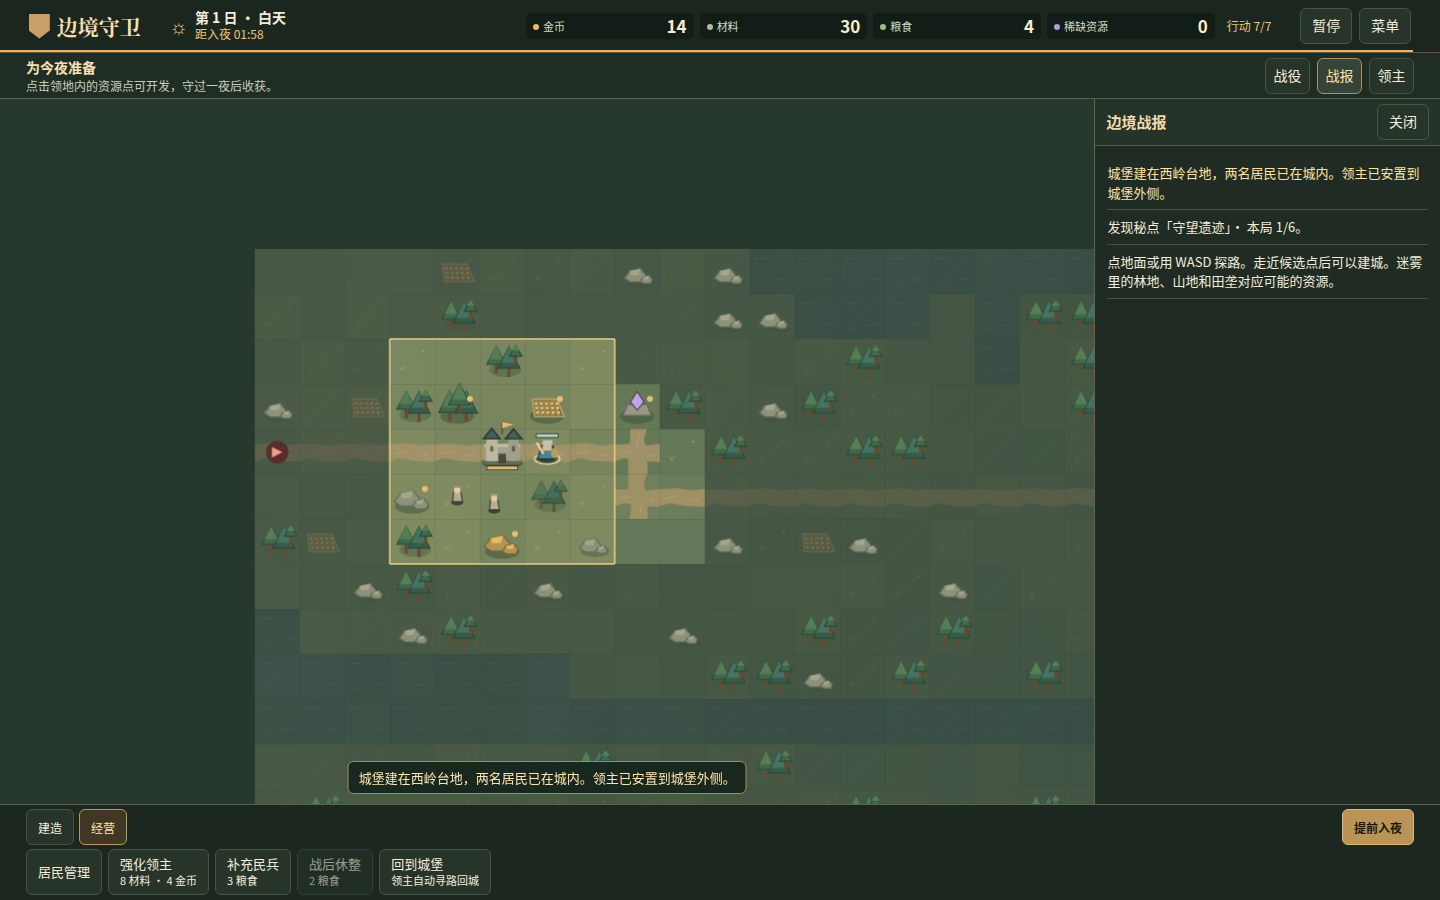 边境守卫
第 1 日 · 白天
距入夜 01:58
金币 14
材料 30
粮食 4
稀缺资源 0
行动 7/7
暂停
菜单
为今夜准备
点击领地内的资源点可开发，守过一夜后收获。
战役
战报
领主
边境战报
关闭
城堡建在西岭台地，两名居民已在城内。领主已安置到
城堡外侧。
发现秘点「守望遗迹」· 本局 1/6。
点地面或用 WASD 探路。走近候选点后可以建城。迷雾
里的林地、山地和田垄对应可能的资源。
城堡建在西岭台地，两名居民已在城内。领主已安置到城堡外侧。
建造
经营
提前入夜
居民管理
强化领主
8 材料 · 4 金币
补充民兵
3 粮食
战后休整
2 粮食
回到城堡
领主自动寻路回城